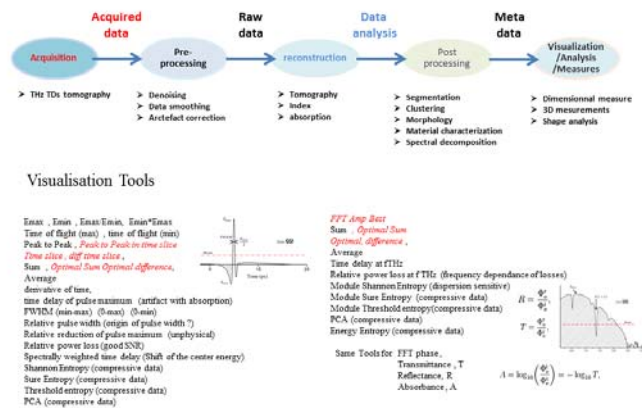 Acquired data
Raw data
Data analysis
Meta data
Acquisition
Pre-processing
reconstruction
Post processing
Visualization /Analysis /Measures
THz TDs tomography
Denoising
Data smoothing
Arctefact correction
Tomography
Index
absorption
Segmentation
Clustering
Morphology
Material characterization
Spectral decomposition
Dimensionnal measure
3D mesurements
Shape analysis
Visualisation Tools
Emax , Emin , Emax/Emin, Emin*Emax
Time of flight (max) , time of flight (min)
Peak to Peak , Peak to Peak in time slice
Time slice , diff time slice ,
Sum , Optimal Sum Optimal difference,
Average
derivative of time,
time delay of pulse maximum (artifact with absorption)
FWHM (min-max) (0-max) (0-min)
Relative pulse width (origin of pulse width ?)
Relative reduction of pulse maximum (unphysical)
Relative power loss (good SNR)
Spectrally weighted time delay (Shift of the center energy)
Shannon Entropy (compressive data)
Sure Entropy (compressive data)
Threshold entropy (compressive data)
PCA (compressive data)
FFT Amp Best
Sum , Optimal Sum
Optimal, difference ,
Average
Time delay at fTHz
Relative power loss at f THz (frequency dependance of losses)
Module Shannon Entropy (dispersion sensitive)
Module Sure Entropy (compressive data)
Module Threshold entropy(compressive data)
PCA (compressive data)
Energy Entropy (compressive data)
Same Tools for FFT phase,
Transmittance , T
Reflectance, R
Absorbance , A